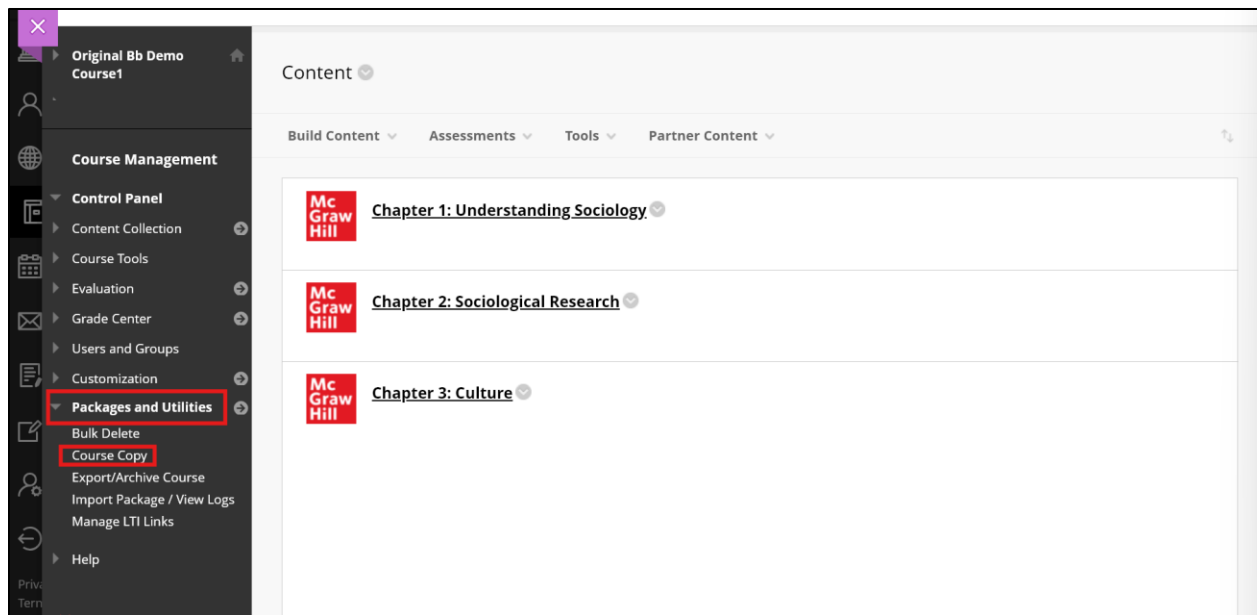 Original Bb Demo
Course1
Course Management
Control Panel
Content Collection
Course Tools
Evaluation
Grade Center
Users and Groups
Customization
Packages and Utilities
Bulk Delete
Course Copy
Export/Archive Course
Import Package / View Logs
Manage LTI Links
Help
Priva
Tern
Content
Build Content Assessments Tools Partner Content
Mc
Graw
Hill
Chapter 1: Understanding Sociology
Mc
Graw
Hill
Chapter 2: Sociological Research
Mc
Graw
Hill
Chapter 3: Culture